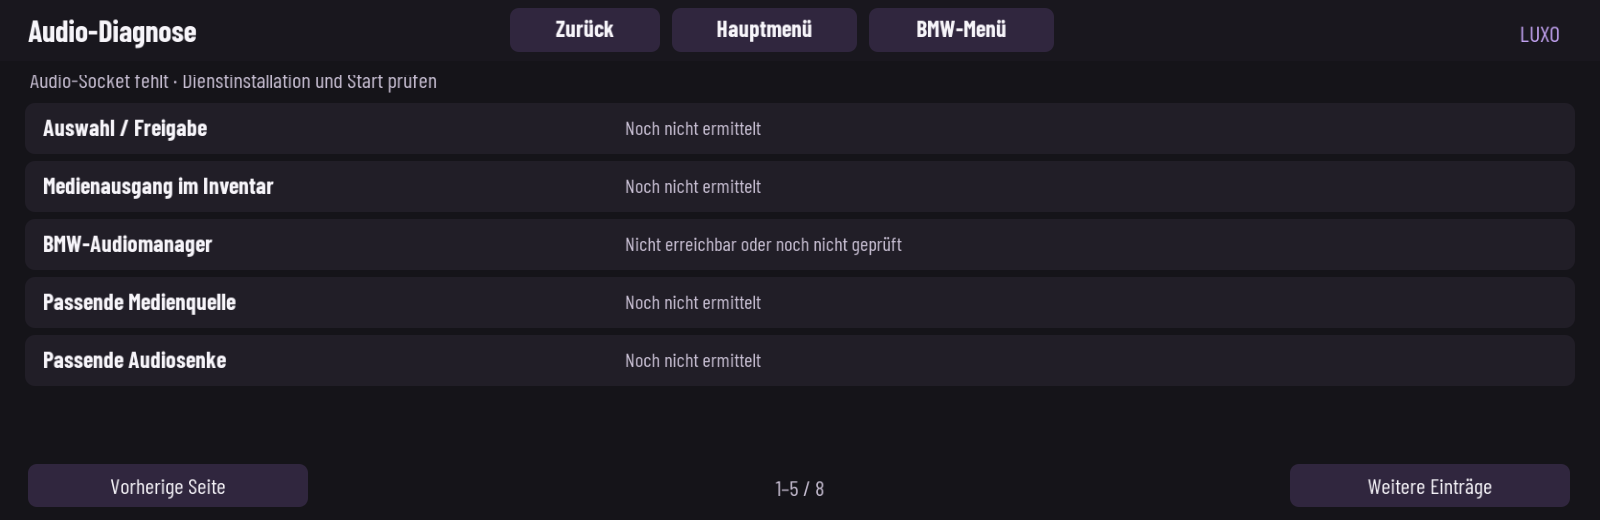 Audio-Diagnose
Zurück
Hauptmenü
BMW-Menü
LUXO
Audio-Socket fehlt · Dienstinstallation und Start prüfen
Auswahl / Freigabe
Noch nicht ermittelt
Medienausgang im Inventar
Noch nicht ermittelt
BMW-Audiomanager
Nicht erreichbar oder noch nicht geprüft
Passende Medienquelle
Noch nicht ermittelt
Passende Audiosenke
Noch nicht ermittelt
Vorherige Seite
1–5 / 8
Weitere Einträge